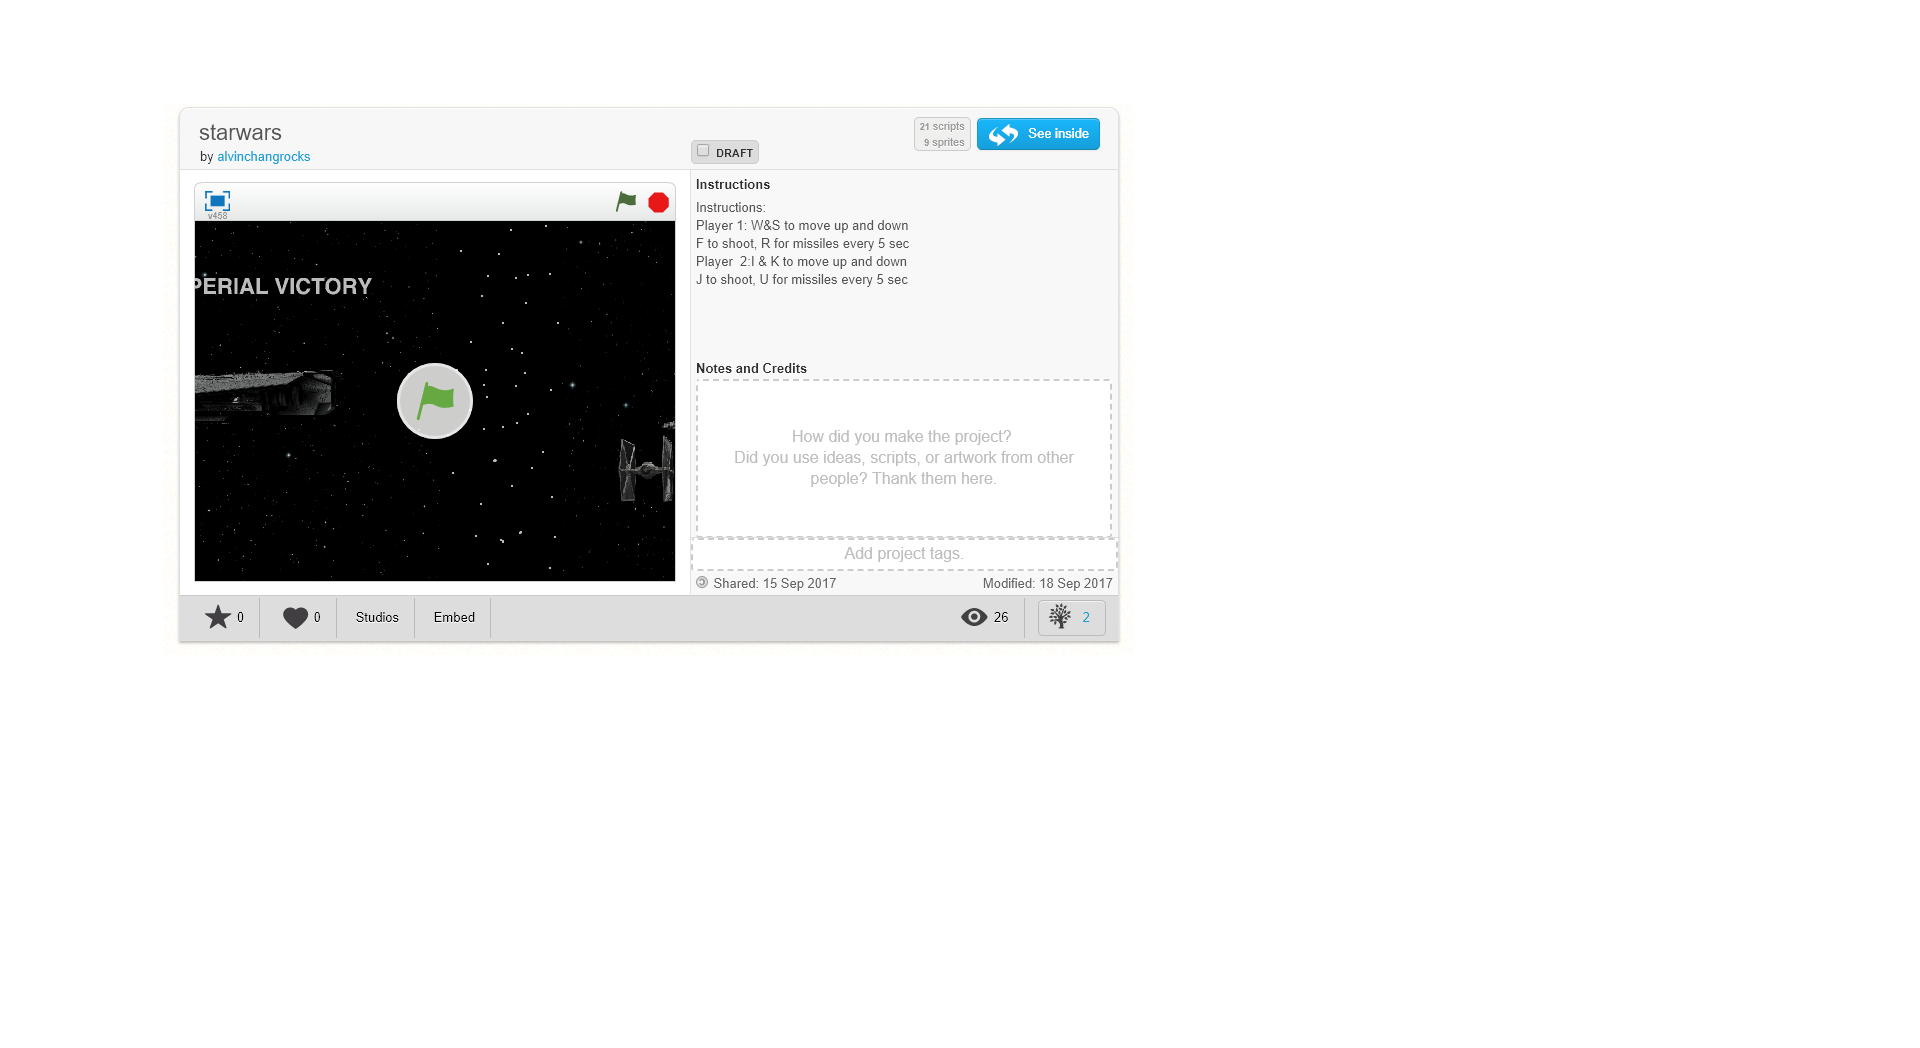 starwars
by alvinchangrocks
DRAFT
21 scripts
9 sprites
See inside
v458
PERIAL VICTORY
Instructions
Instructions:
Player 1: W&S to move up and down
F to shoot, R for missiles every 5 sec
Player  2:I & K to move up and down
J to shoot, U for missiles every 5 sec
Notes and Credits
How did you make the project?
Did you use ideas, scripts, or artwork from other
people? Thank them here.
Add project tags.
Shared: 15 Sep 2017
Modified: 18 Sep 2017
0
0
Studios
Embed
26
2